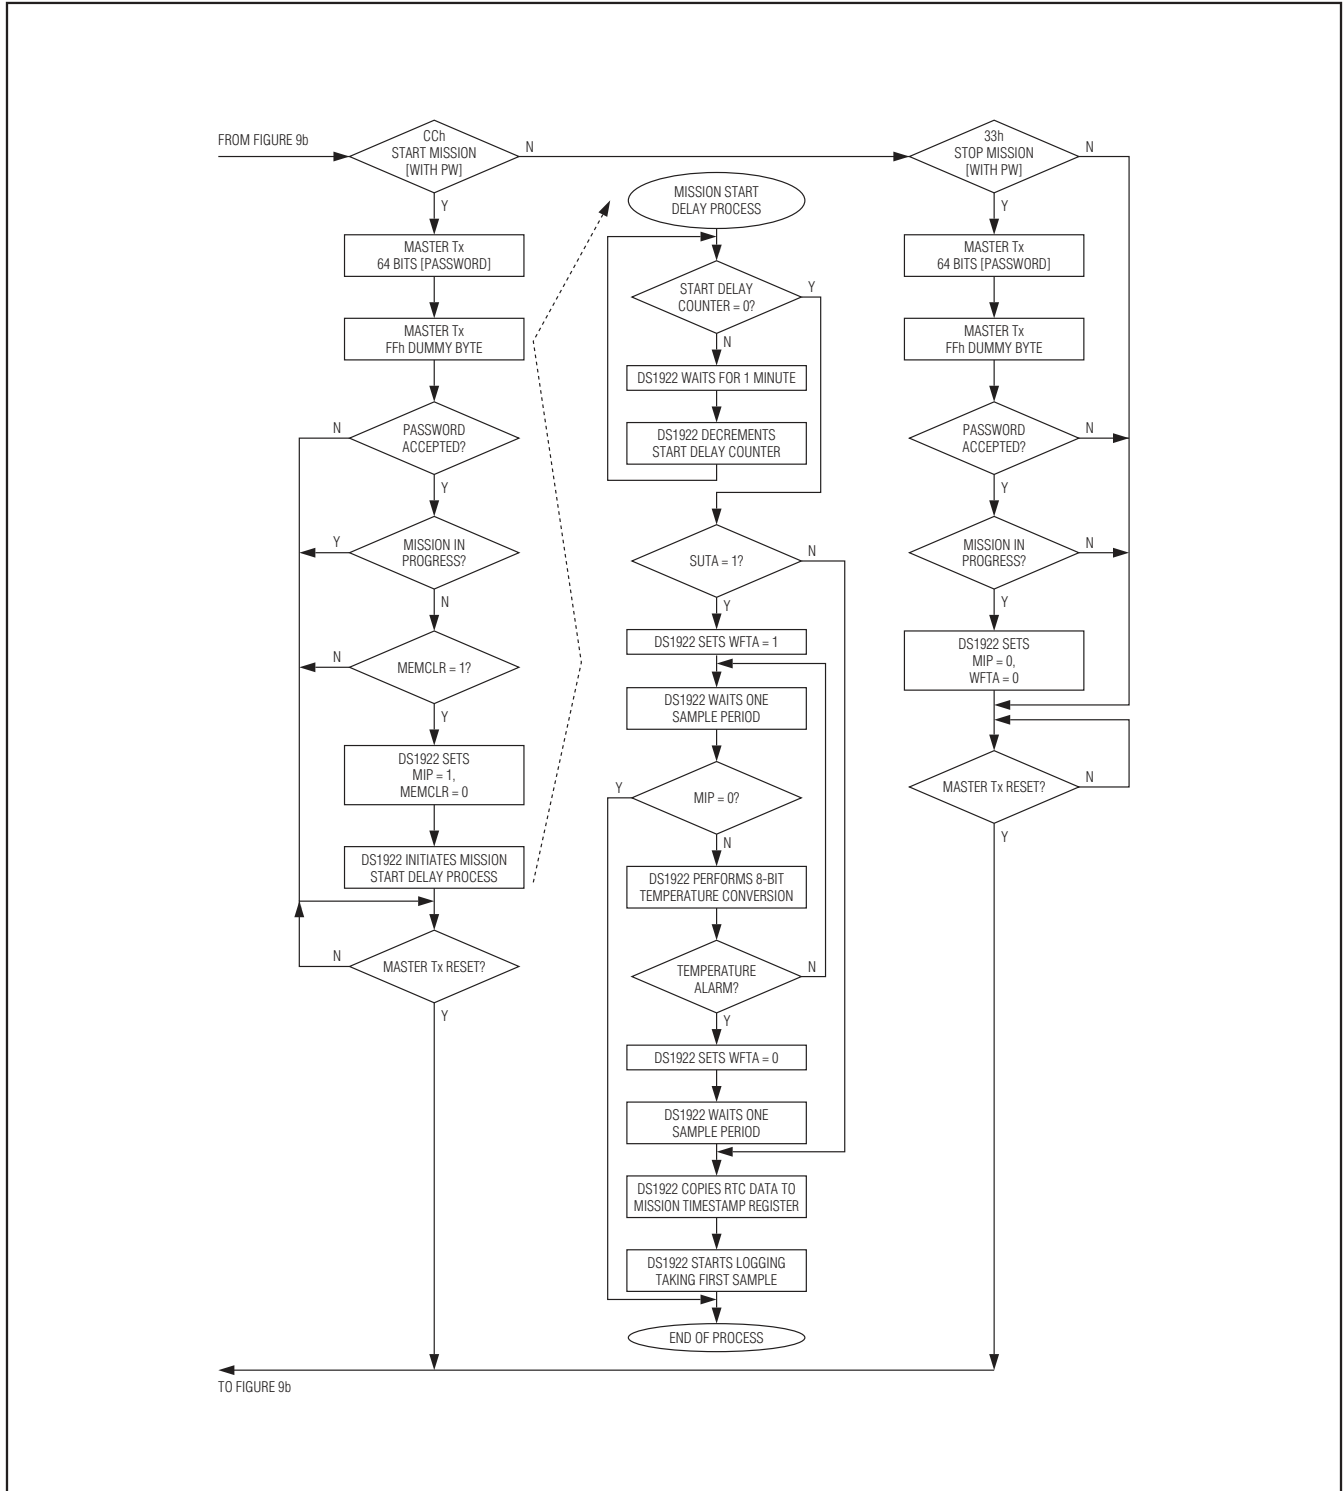 FROM FIGURE 9b
CCh
START MISSION
[WITH PW]
N
Y
MASTER Tx
64 BITS [PASSWORD]
MASTER Tx
FFh DUMMY BYTE
N
PASSWORD
ACCEPTED?
Y
Y
MISSION IN
PROGRESS?
N
N
MEMCLR = 1?
Y
DS1922 SETS
MIP = 1,
MEMCLR = 0
DS1922 INITIATES MISSION
START DELAY PROCESS
N
MASTER Tx RESET?
Y
MISSION START
DELAY PROCESS
START DELAY
COUNTER = 0?
Y
N
DS1922 WAITS FOR 1 MINUTE
DS1922 DECREMENTS
START DELAY COUNTER
SUTA = 1?
N
Y
DS1922 SETS WFTA = 1
DS1922 WAITS ONE
SAMPLE PERIOD
Y
MIP = 0?
N
DS1922 PERFORMS 8-BIT
TEMPERATURE CONVERSION
TEMPERATURE
ALARM?
N
Y
DS1922 SETS WFTA = 0
DS1922 WAITS ONE
SAMPLE PERIOD
DS1922 COPIES RTC DATA TO
MISSION TIMESTAMP REGISTER
DS1922 STARTS LOGGING
TAKING FIRST SAMPLE
END OF PROCESS
33h
STOP MISSION
[WITH PW]
N
Y
MASTER Tx
64 BITS [PASSWORD]
MASTER Tx
FFh DUMMY BYTE
PASSWORD
ACCEPTED?
N
Y
MISSION IN
PROGRESS?
N
Y
DS1922 SETS
MIP = 0,
WFTA = 0
MASTER Tx RESET?
N
Y
TO FIGURE 9b